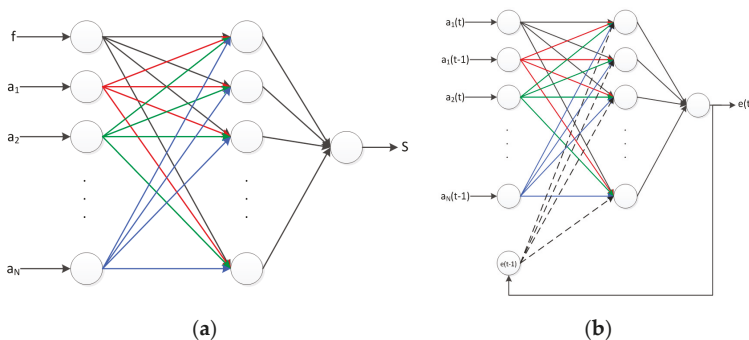 f
a1
a2
aN
S
(a)
a1(t)
a1(t-1)
a2(t)
aN(t-1)
e(t-1)
e(t
(b)